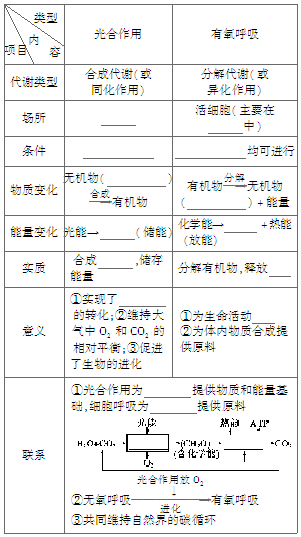 类型
内
项目 容
光合作用
有氧呼吸
代谢类型
合成代谢(或
同化作用)
分解代谢(或
异化作用)
场所
______
活细胞(主要在
______中)
条件
______________
____________均可进行
物质变化
无机物(__________)
合成
→有机物
有机物 分解→ 无机物
(__________)+能量
能量变化
光能→______(储能)
化学能→______+热能
(放能)
实质
合成______,储存
能量
分解有机物,释放____
意义
①实现了________
的转化;②维持大
气中 O₂ 和 CO₂ 的
相对平衡;③促进
了生物的进化
①为生命活动____
②为体内物质合成提
供原料
联系
①光合作用为________提供物质和能量基
础,细胞呼吸为________提供原料
光能
热能 ATP
H₂O+CO₂
(CH₂O)
(含化学能)
CO₂
O₂
光合作用放 O₂
②无氧呼吸 进化→ 有氧呼吸
③共同维持自然界的碳循环